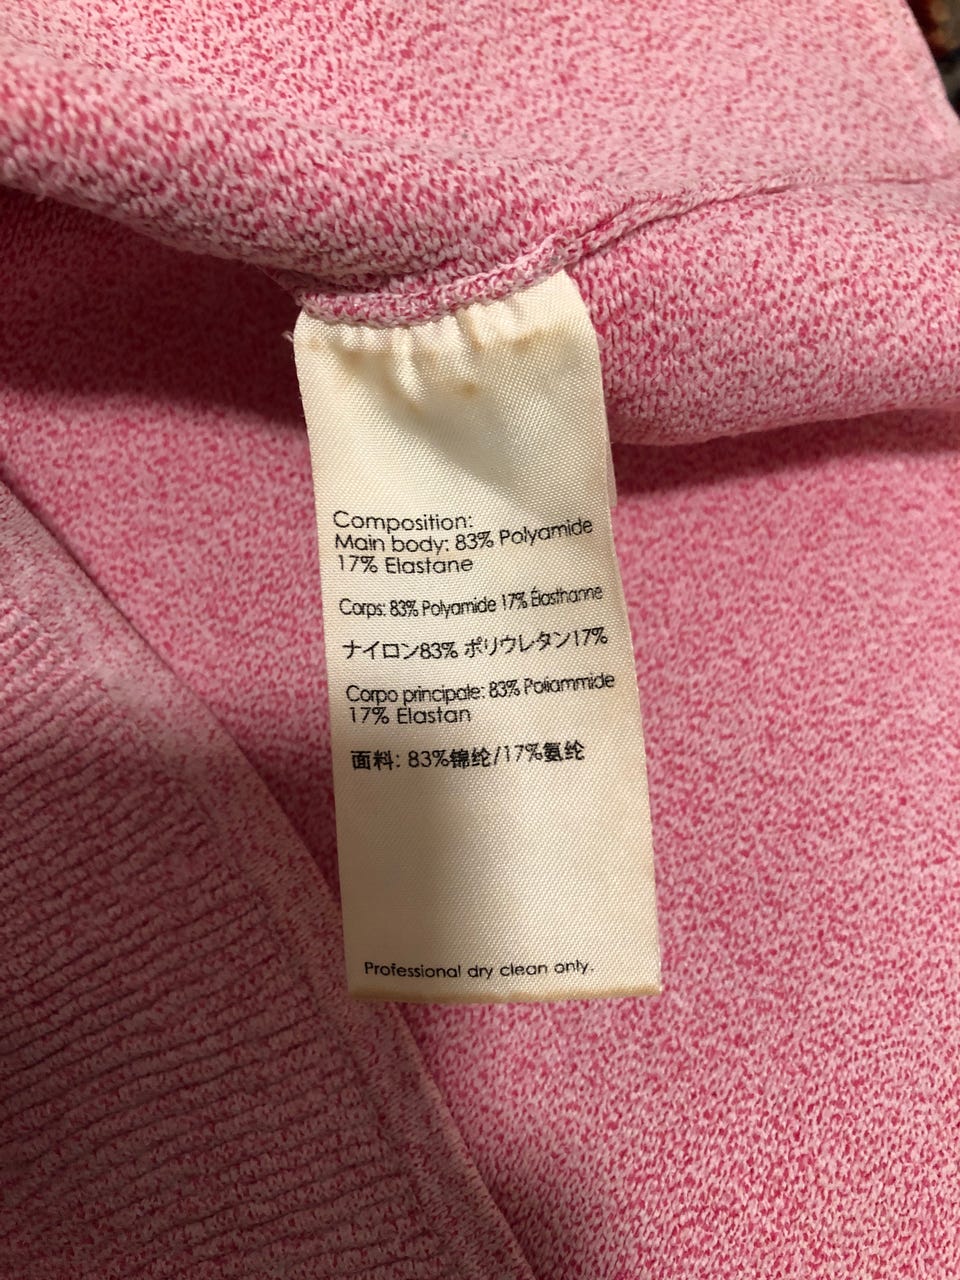 Composition:
Main body: 83% Polyamide
17% Elastane
Corps: 83% Polyamide 17% Élasthanne
ナイロン83% ポリウレタン17%
Corpo principale: 83% Poliammide
17% Elastan
面料: 83%锦纶/17%氨纶
Professional dry clean only.